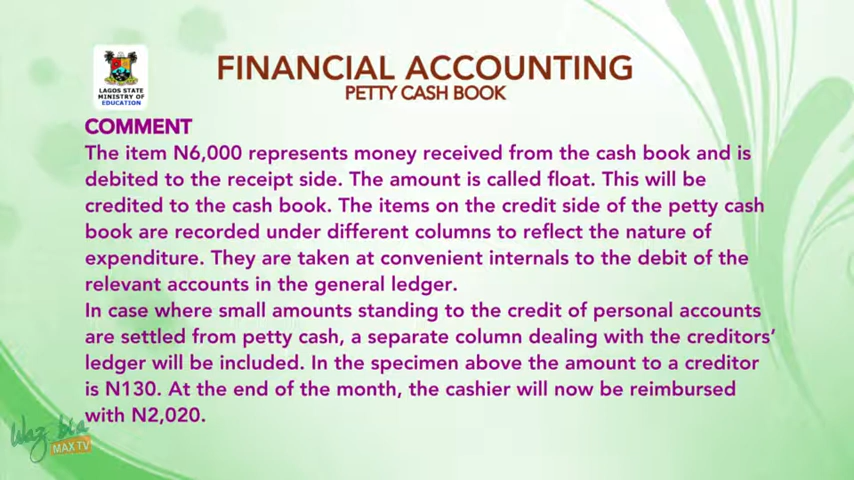 FINANCIAL ACCOUNTING
PETTY CASH BOOK
LAGOS STATE
MINISTRY OF
EDUCATION
COMMENT
The item N6,000 represents money received from the cash book and is
debited to the receipt side. The amount is called float. This will be
credited to the cash book. The items on the credit side of the petty cash
book are recorded under different columns to reflect the nature of
expenditure. They are taken at convenient internals to the debit of the
relevant accounts in the general ledger.
In case where small amounts standing to the credit of personal accounts
are settled from petty cash, a separate column dealing with the creditors’
ledger will be included. In the specimen above the amount to a creditor
is N130. At the end of the month, the cashier will now be reimbursed
with N2,020.
Wazobia
MAX TV